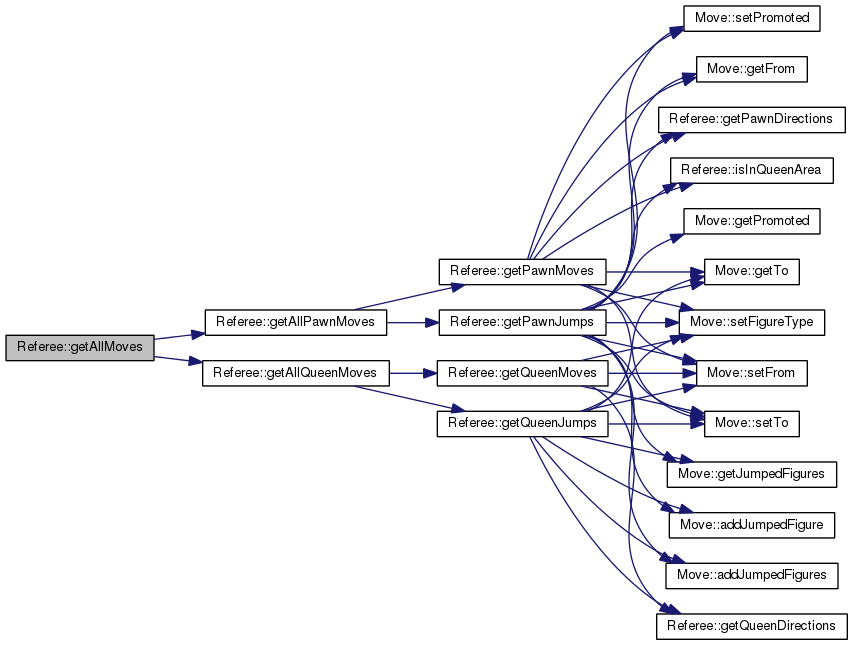 Referee::getAllMoves
Referee::getAllPawnMoves
Referee::getAllQueenMoves
Referee::getPawnMoves
Referee::getPawnJumps
Referee::getQueenMoves
Referee::getQueenJumps
Move::setPromoted
Move::getFrom
Referee::getPawnDirections
Referee::isInQueenArea
Move::getPromoted
Move::getTo
Move::setFigureType
Move::setFrom
Move::setTo
Move::getJumpedFigures
Move::addJumpedFigure
Move::addJumpedFigures
Referee::getQueenDirections